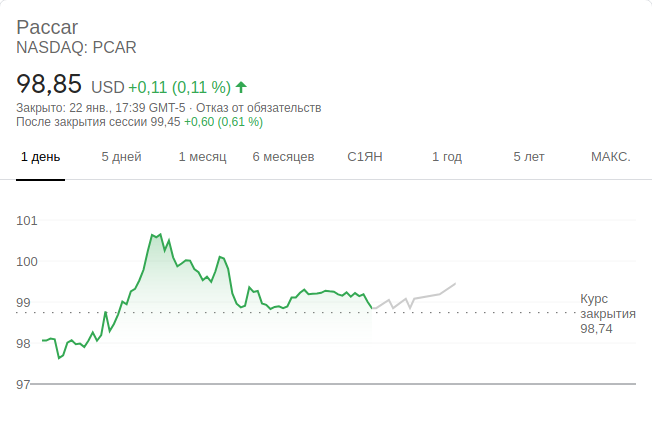 Paccar
NASDAQ: PCAR
98,85 USD +0,11 (0,11 %)
Закрыто: 22 янв., 17:39 GMT-5 · Отказ от обязательств
После закрытия сессии 99,45 +0,60 (0,61 %)
1 день 5 дней 1 месяц 6 месяцев С1ЯН 1 год 5 лет МАКС.
101
100
99
98
97
Курс
закрытия
98,74